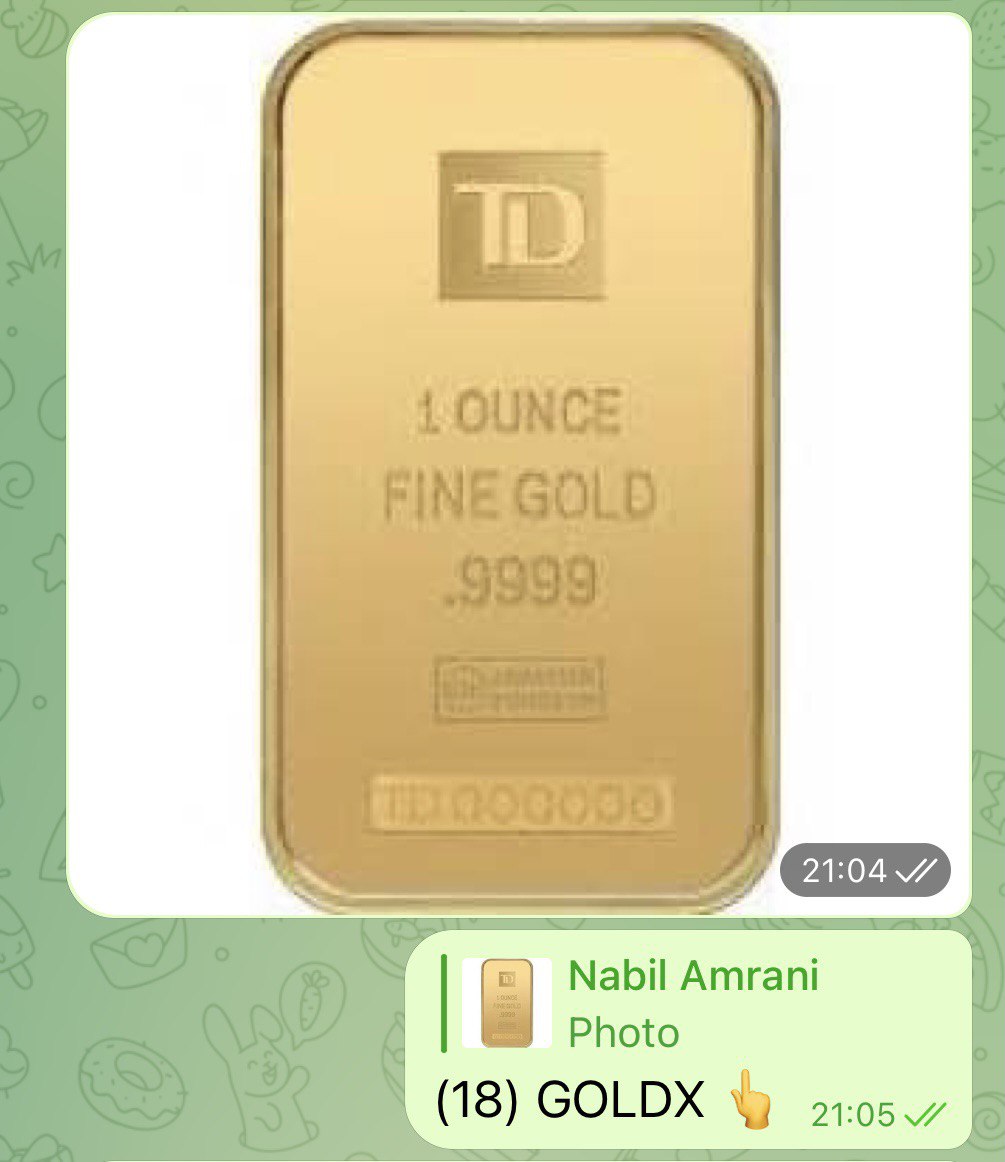 TD
1 OUNCE
FINE GOLD
.9999
21:04
Nabil Amrani
Photo
(18) GOLDX 👆
21:05